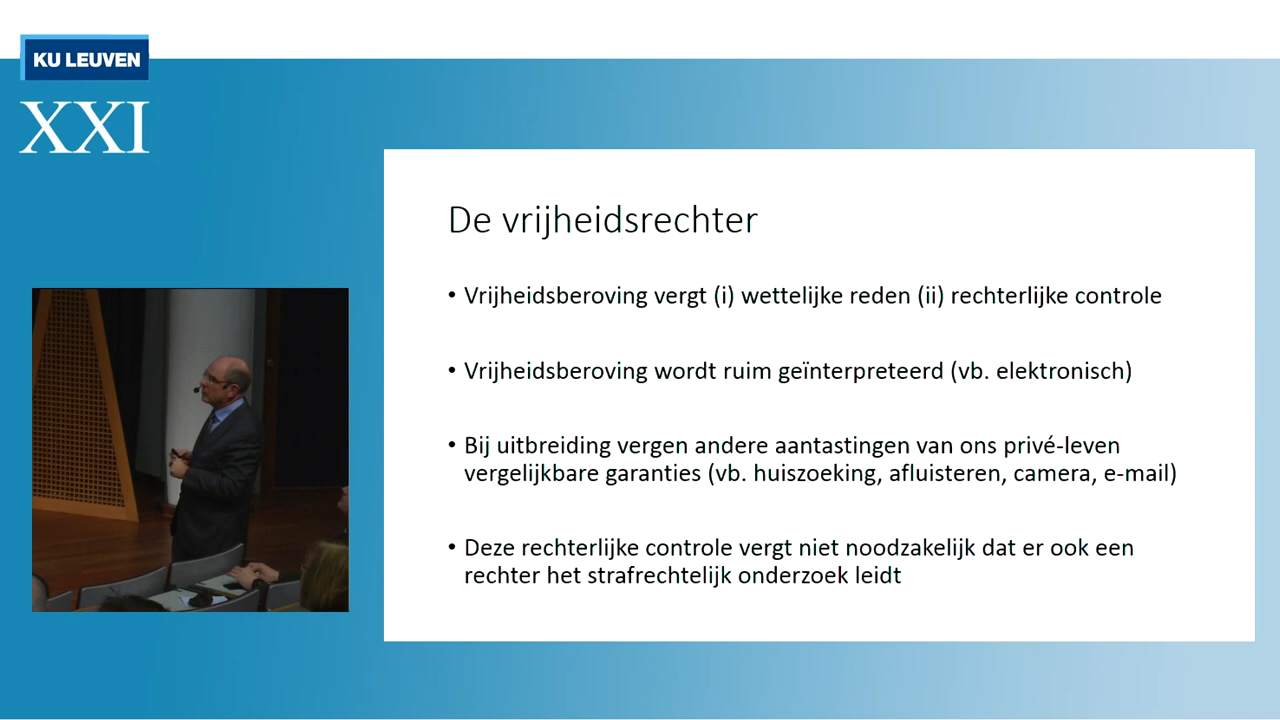 KU LEUVEN
XXI
De vrijheidsrechter
• Vrijheidsberoving vergt (i) wettelijke reden (ii) rechterlijke controle
• Vrijheidsberoving wordt ruim geïnterpreteerd (vb. elektronisch)
• Bij uitbreiding vergen andere aantastingen van ons privé-leven
vergelijkbare garanties (vb. huiszoeking, afluisteren, camera, e-mail)
• Deze rechterlijke controle vergt niet noodzakelijk dat er ook een
rechter het strafrechtelijk onderzoek leidt